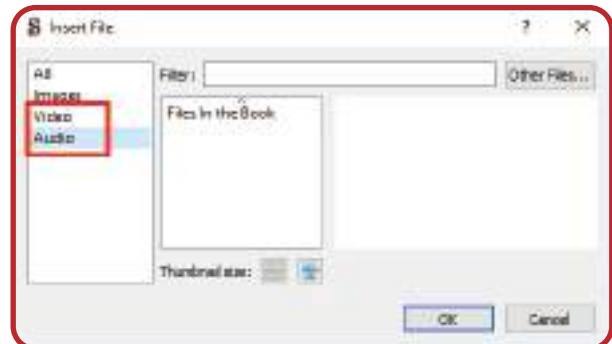 Insert File
?
All
Images
Video
Audio
Filter:
Other Files...
Files In the Book
Thumbnail size:
OK
Cancel